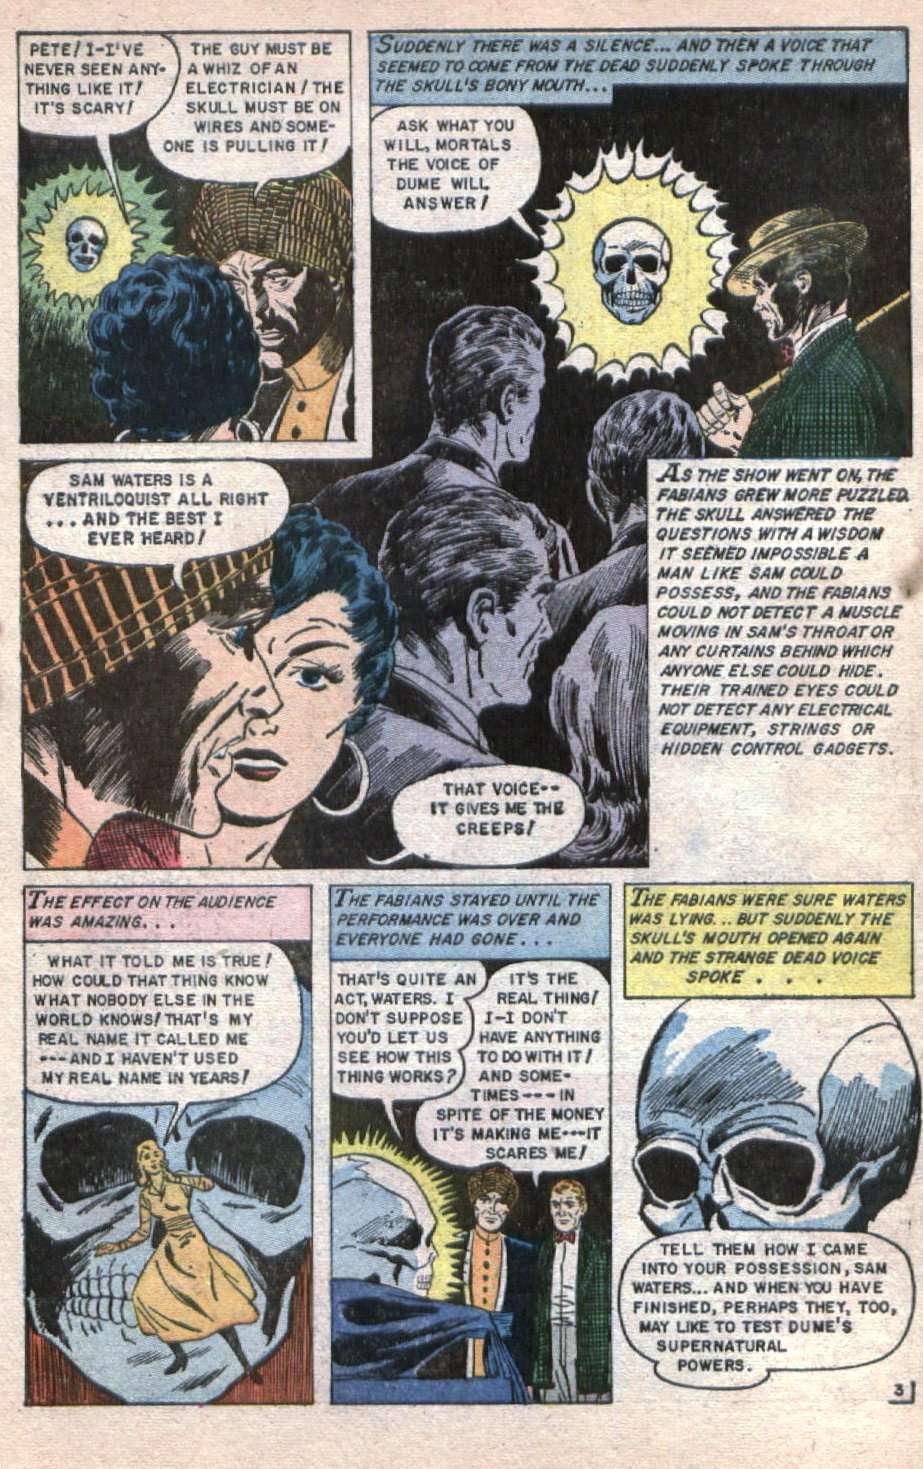 PETE! I-I'VE
NEVER SEEN ANY-
THING LIKE IT!
IT'S SCARY!
THE GUY MUST BE
A WHIZ OF AN
ELECTRICIAN! THE
SKULL MUST BE ON
WIRES AND SOME-
ONE IS PULLING IT!
SUDDENLY THERE WAS A SILENCE... AND THEN A VOICE THAT
SEEMED TO COME FROM THE DEAD SUDDENLY SPOKE THROUGH
THE SKULL'S BONY MOUTH...
ASK WHAT YOU
WILL, MORTALS
THE VOICE OF
DUME WILL
ANSWER!
SAM WATERS IS A
VENTRILOQUIST ALL RIGHT
...AND THE BEST I
EVER HEARD!
THAT VOICE--
IT GIVES ME THE
CREEPS!
AS THE SHOW WENT ON, THE
FABIANS GREW MORE PUZZLED.
THE SKULL ANSWERED THE
QUESTIONS WITH A WISDOM
IT SEEMED IMPOSSIBLE A
MAN LIKE SAM COULD
POSSESS, AND THE FABIANS
COULD NOT DETECT A MUSCLE
MOVING IN SAM'S THROAT OR
ANY CURTAINS BEHIND WHICH
ANYONE ELSE COULD HIDE.
THEIR TRAINED EYES COULD
NOT DETECT ANY ELECTRICAL
EQUIPMENT, STRINGS OR
HIDDEN CONTROL GADGETS.
THE EFFECT ON THE AUDIENCE
WAS AMAZING...
WHAT IT TOLD ME IS TRUE!
HOW COULD THAT THING KNOW
WHAT NOBODY ELSE IN THE
WORLD KNOWS! THAT'S MY
REAL NAME IT CALLED ME
---AND I HAVEN'T USED
MY REAL NAME IN YEARS!
THE FABIANS STAYED UNTIL THE
PERFORMANCE WAS OVER AND
EVERYONE HAD GONE...
THAT'S QUITE AN
ACT, WATERS. I
DON'T SUPPOSE
YOU'D LET US
SEE HOW THIS
THING WORKS?
IT'S THE
REAL THING!
I-I DON'T
HAVE ANYTHING
TO DO WITH IT!
AND SOME-
TIMES---IN
SPITE OF THE MONEY
IT'S MAKING ME---IT
SCARES ME!
THE FABIANS WERE SURE WATERS
WAS LYING... BUT SUDDENLY THE
SKULL'S MOUTH OPENED AGAIN
AND THE STRANGE DEAD VOICE
SPOKE . . .
TELL THEM HOW I CAME
INTO YOUR POSSESSION, SAM
WATERS... AND WHEN YOU HAVE
FINISHED, PERHAPS THEY, TOO,
MAY LIKE TO TEST DUME'S
SUPERNATURAL
POWERS.
3